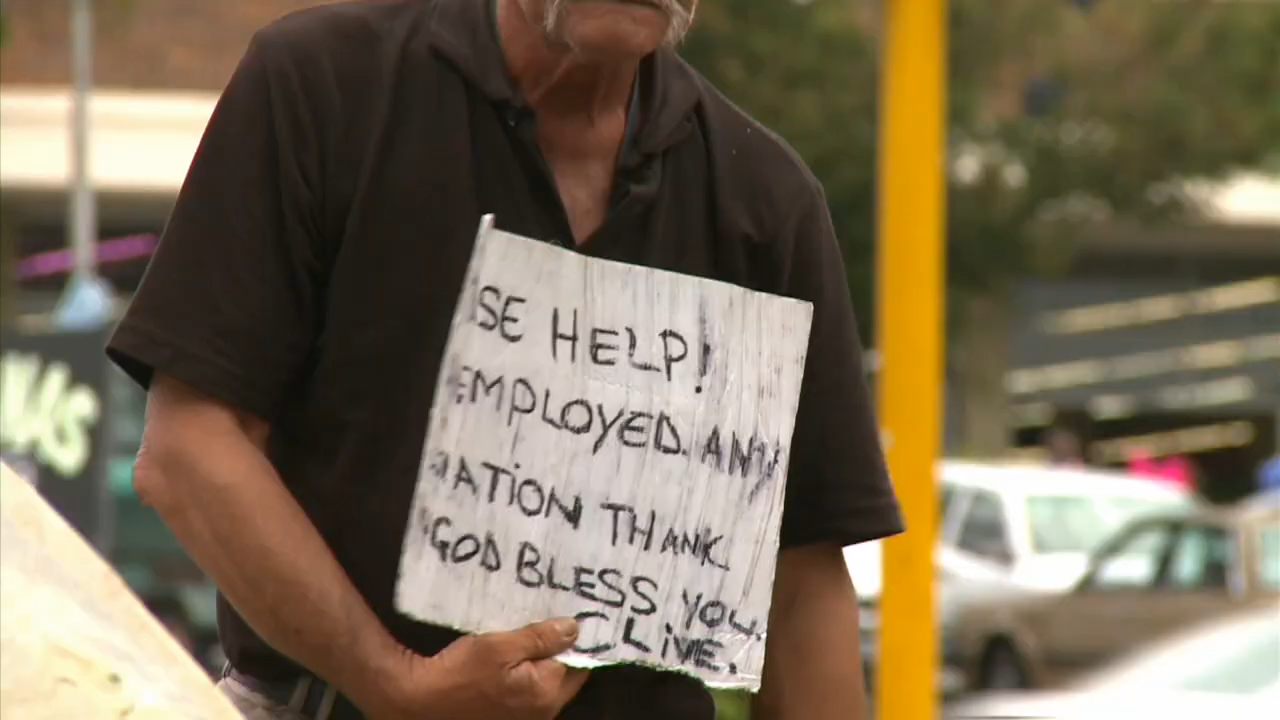 SE HELP!
EMPLOYED. ANY
ATION THANK
GOD BLESS YOU.
CLIVE.